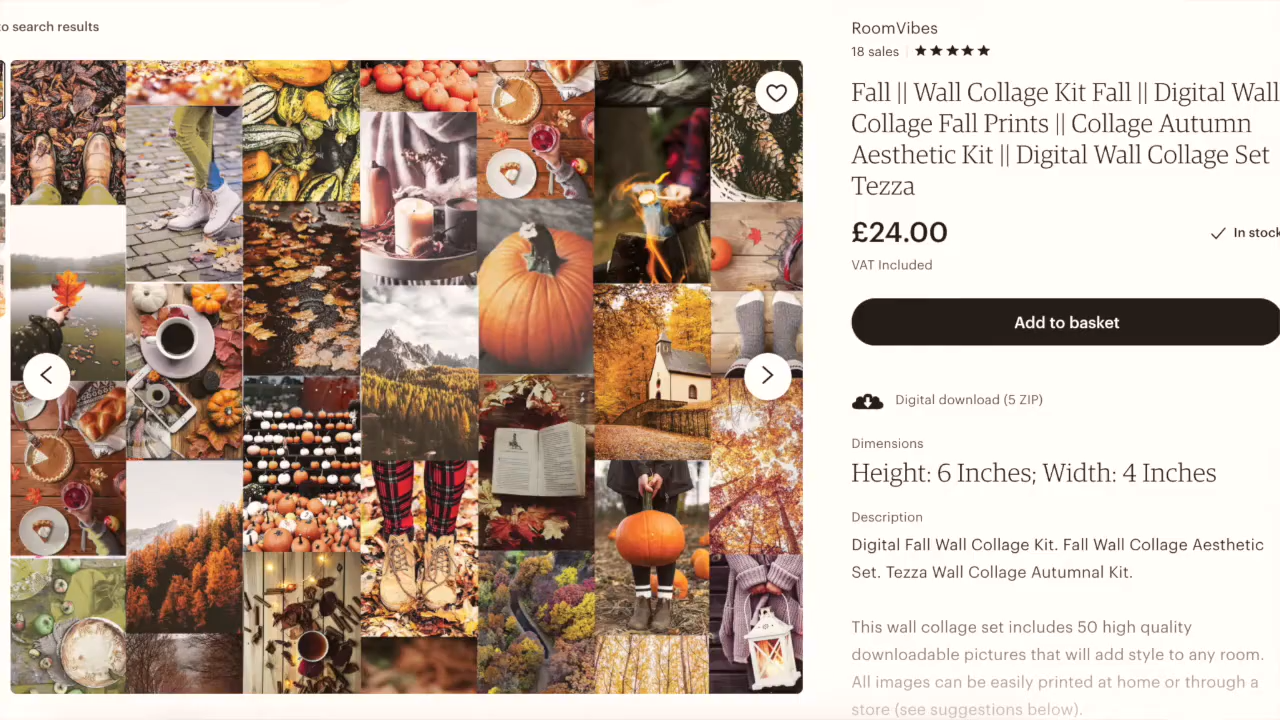 to search results
RoomVibes
18 sales
Fall || Wall Collage Kit Fall || Digital Wall
Collage Fall Prints || Collage Autumn
Aesthetic Kit || Digital Wall Collage Set
Tezza
£24.00
In stock
VAT Included
Add to basket
Digital download (5 ZIP)
Dimensions
Height: 6 Inches; Width: 4 Inches
Description
Digital Fall Wall Collage Kit. Fall Wall Collage Aesthetic
Set. Tezza Wall Collage Autumnal Kit.
This wall collage set includes 50 high quality
downloadable pictures that will add style to any room.
All images can be easily printed at home or through a
store (see suggestions below).